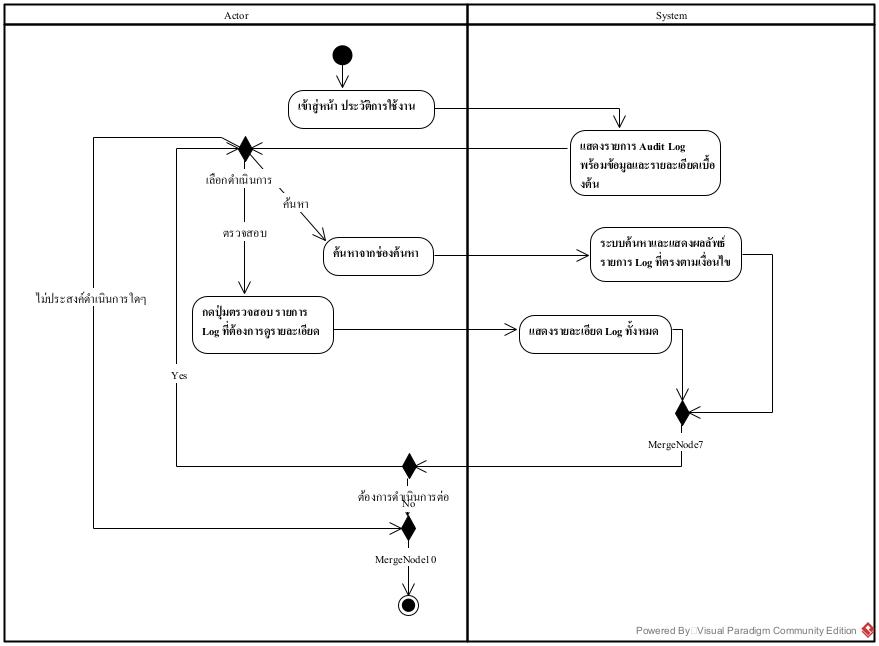 Actor
System
เข้าสู่หน้า ประวัติการใช้งาน
แสดงรายการ Audit Log
พร้อมข้อมูลและรายละเอียดเบื้อ
งต้น
เลือกดำเนินการ
ค้นหา
ตรวจสอบ
ค้นหาจากช่องค้นหา
ระบบค้นหาและแสดงผลลัพธ์
รายการ Log ที่ตรงตามเงื่อนไข
ไม่ประสงค์ดำเนินการใดๆ
กดปุ่มตรวจสอบ รายการ
Log ที่ต้องการดูรายละเอียด
แสดงรายละเอียด Log ทั้งหมด
Yes
MergeNode7
ต้องการดำเนินการต่อ
No
MergeNode10
Powered By Visual Paradigm Community Edition